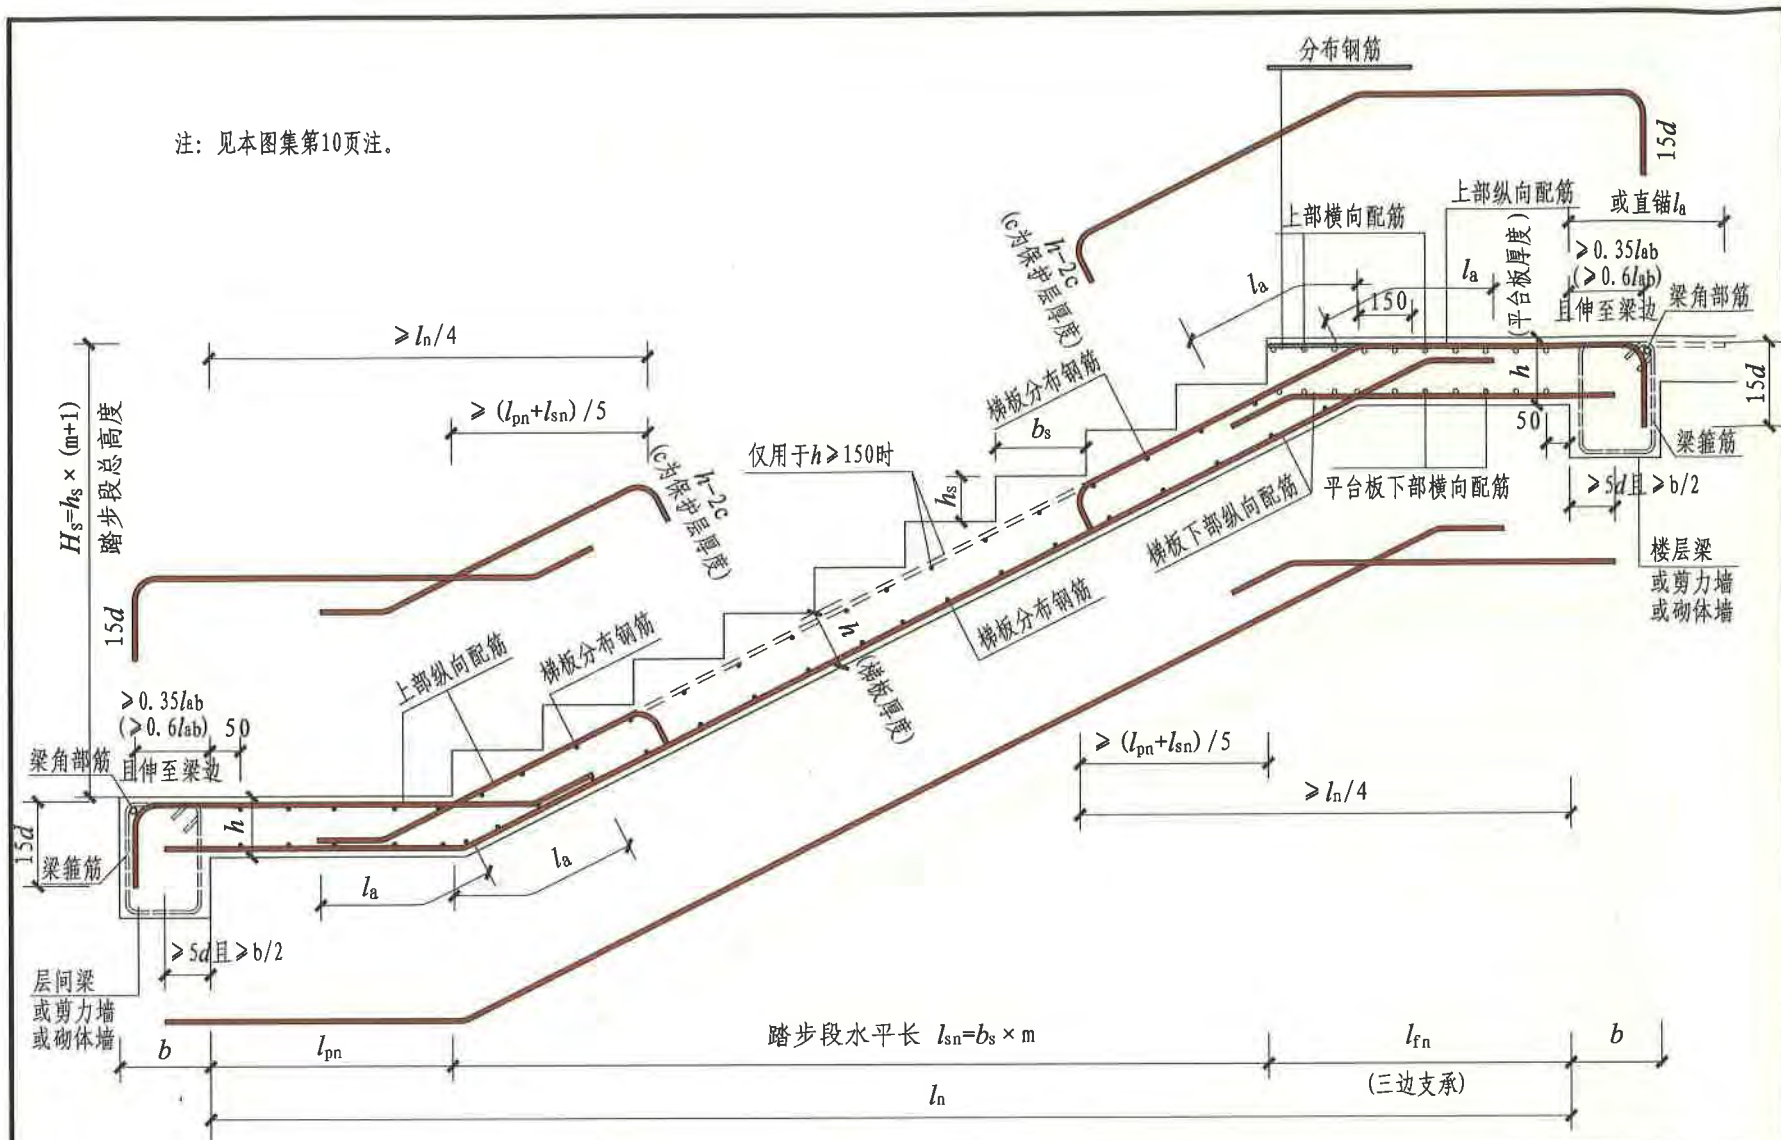 分布钢筋
注：见本图集第10页注。
15d
上部纵向配筋
上部横向配筋
或直锚la
h-2c
(c为保护层厚度)
(平台板厚度)
≥0.35lab
(≥0.6lab)
且伸至梁边
梁角部筋
la
la
150
≥ln/4
h
15d
Hs=hs×(m+1)
踏步段总高度
≥(lpn+lsn)/5
梯板分布钢筋
bs
50
梁箍筋
仅用于h≥150时
hs
h-2c
(c为保护层厚度)
平台板下部横向配筋
≥5d且≥b/2
梯板下部纵向配筋
楼层梁
或剪力墙
或砌体墙
15d
梯板分布钢筋
h
(梯板厚度)
上部纵向配筋
梯板分布钢筋
≥0.35lab
(≥0.6lab)
50
且伸至梁边
梁角部筋
≥(lpn+lsn)/5
≥ln/4
15d
h
梁箍筋
la
la
≥5d且≥b/2
层间梁
或剪力墙
或砌体墙
b
lpn
踏步段水平长 lsn=bs×m
lfn
b
(三边支承)
ln